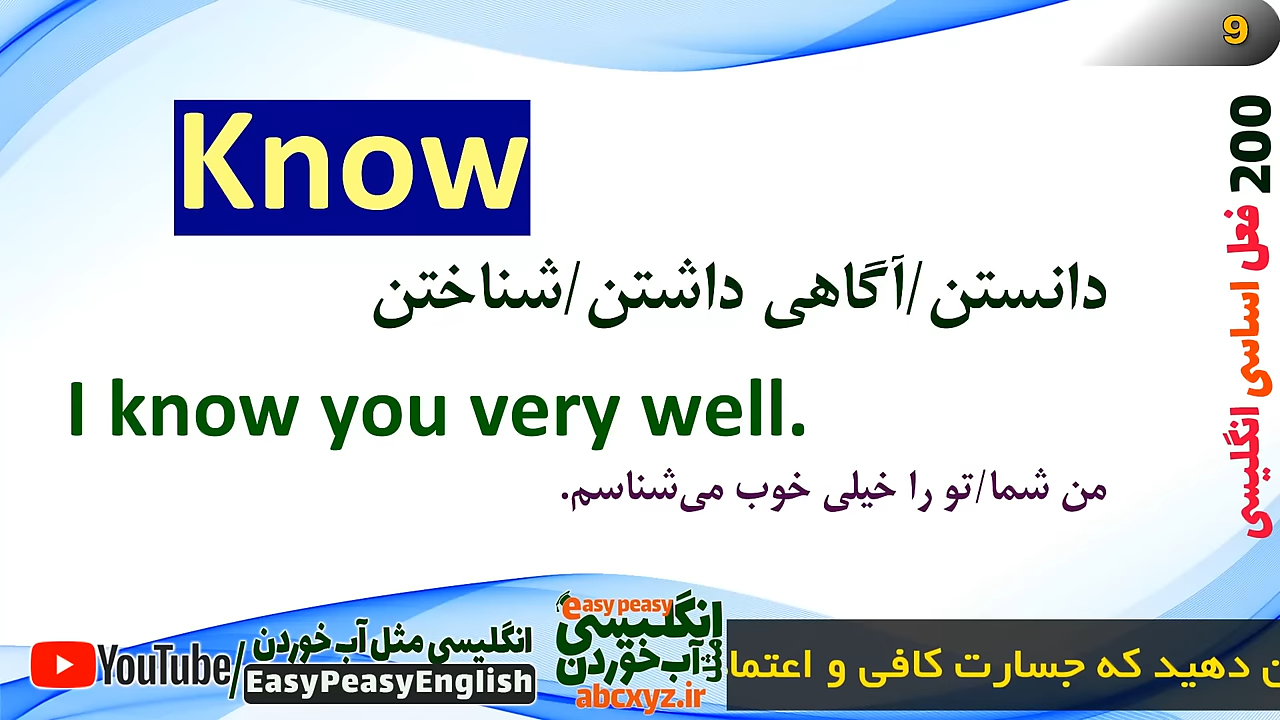 9
Know
دانستن/آگاهی داشتن/شناختن
I know you very well.
من شما/تو را خیلی خوب می‌شناسم.
200 فعل اساسی انگلیسی
YouTube/
انگلیسی مثل آب خوردن
EasyPeasyEnglish
easy peasy
انگلیسی
مثل آب خوردن
abcxyz.ir
دهید که جسارت کافی و